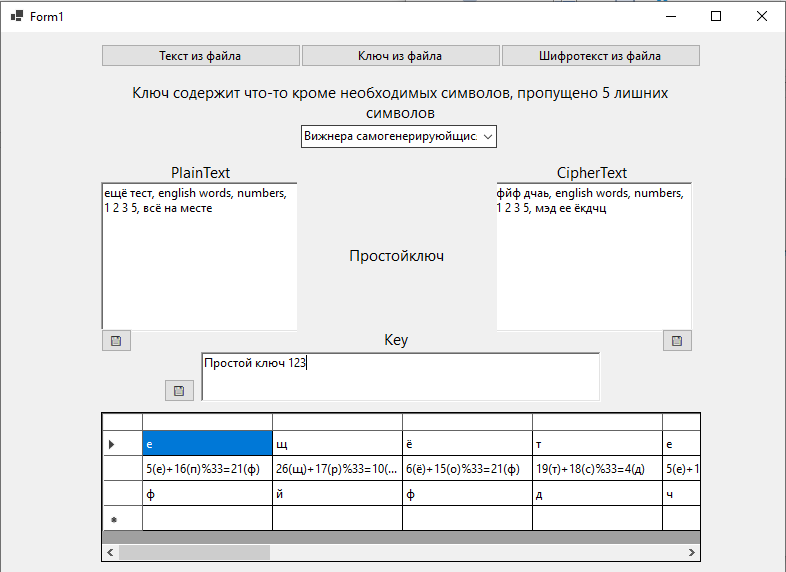 Form1
Текст из файла
Ключ из файла
Шифротекст из файла
Ключ содержит что-то кроме необходимых символов, пропущено 5 лишних
символов
Вижнера самогенерируюйщис
PlainText
CipherText
ещё тест, english words, numbers,
1 2 3 5, всё на месте
фйф дчаь, english words, numbers,
1 2 3 5, мэд ее ёкдчц
Простойключ
Key
Простой ключ 123
е щ ё т е
5(е)+16(п)%33=21(ф) 26(щ)+17(р)%33=10(... 6(ё)+15(о)%33=21(ф) 19(т)+18(с)%33=4(д) 5(е)+1
ф й ф д ч